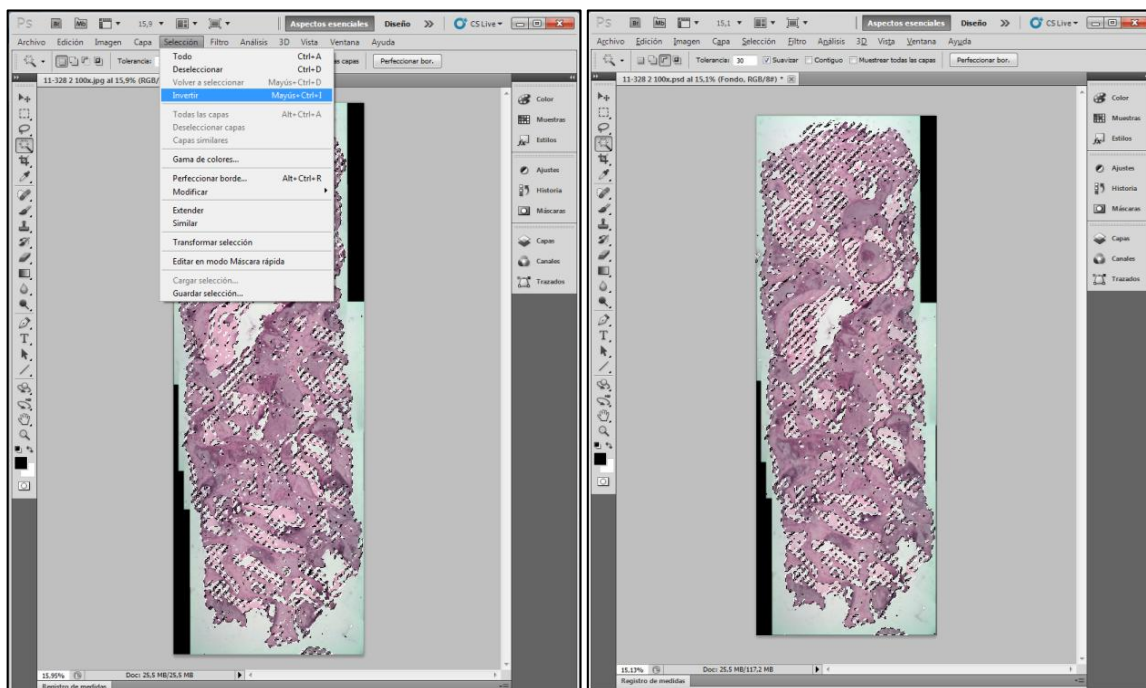 Ps Br Mb 15,9 Aspectos esenciales Diseño >> CS Live
Archivo Edición Imagen Capa Selección Filtro Análisis 3D Vista Ventana Ayuda
Tolerancia: as capas Perfeccionar bor.
11-328 2 100x.jpg al 15,9% (RGB/
Todo Ctrl+A
Deseleccionar Ctrl+D
Volver a seleccionar Mayús+Ctrl+D
Invertir Mayús+Ctrl+I
Todas las capas Alt+Ctrl+A
Deseleccionar capas
Capas similares
Gama de colores...
Perfeccionar borde... Alt+Ctrl+R
Modificar
Extender
Similar
Transformar selección
Editar en modo Máscara rápida
Cargar selección...
Guardar selección...
Color
Muestras
Estilos
Ajustes
Historia
Máscaras
Capas
Canales
Trazados
15.95% Doc: 25,5 MB/25,5 MB
Registro de medidas
Ps Br Mb 15,1 Aspectos esenciales Diseño >> CS Live
Archivo Edición Imagen Capa Selección Filtro Análisis 3D Vista Ventana Ayuda
Tolerancia: 30 Suavizar Contiguo Muestrear todas las capas Perfeccionar bor.
11-328 2 100x.psd al 15,1% (Fondo, RGB/8#) *
Color
Muestras
Estilos
Ajustes
Historia
Máscaras
Capas
Canales
Trazados
15.13% Doc: 25,5 MB/117,2 MB
Registro de medidas